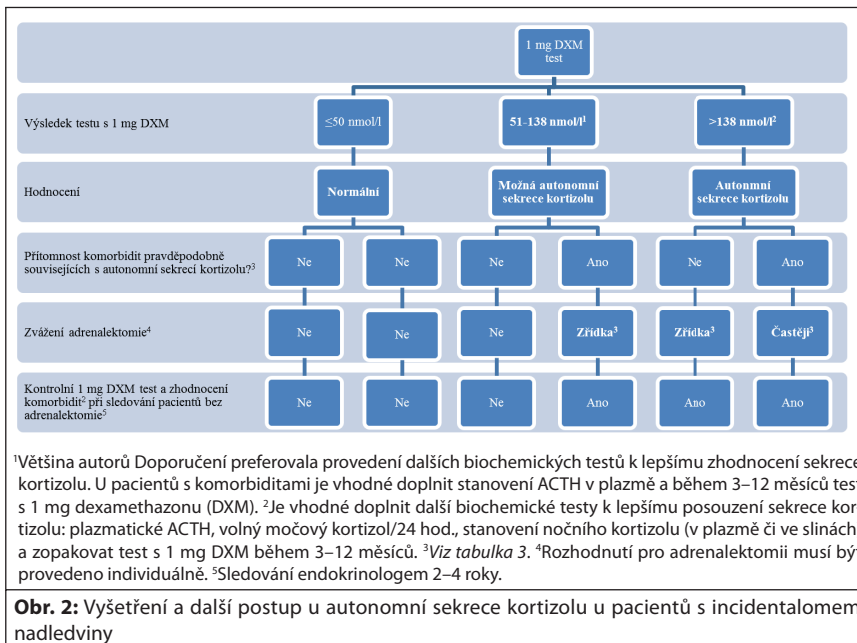 1 mg DXM
test
Výsledek testu s 1 mg DXM
≤50 nmol/l
51-138 nmol/l¹
>138 nmol/l²
Hodnocení
Normální
Možná autonomní
sekrece kortizolu
Autonmní
sekrece kortizolu
Přítomnost komorbidit pravděpodobně
souvisejících s autonomní sekrecí kortizolu?³
Ne
Ne
Ne
Ano
Ne
Ano
Zvážení adrenalektomie⁴
Ne
Ne
Ne
Zřídka³
Zřídka³
Častěji³
Kontrolní 1 mg DXM test a zhodnocení
komorbidit² při sledování pacientů bez
adrenalektomie⁵
Ne
Ne
Ne
Ano
Ano
Ano
¹Většina autorů Doporučení preferovala provedení dalších biochemických testů k lepšímu zhodnocení sekrece
kortizolu. U pacientů s komorbiditami je vhodné doplnit stanovení ACTH v plazmě a během 3–12 měsíců test
s 1 mg dexamethazonu (DXM). ²Je vhodné doplnit další biochemické testy k lepšímu posouzení sekrece kor
tizolu: plazmatické ACTH, volný močový kortizol/24 hod., stanovení nočního kortizolu (v plazmě či ve slinách)
a zopakovat test s 1 mg DXM během 3–12 měsíců. ³Viz tabulka 3. ⁴Rozhodnutí pro adrenalektomii musí být
provedeno individuálně. ⁵Sledování endokrinologem 2–4 roky.
Obr. 2: Vyšetření a další postup u autonomní sekrece kortizolu u pacientů s incidentalomem
nadledviny